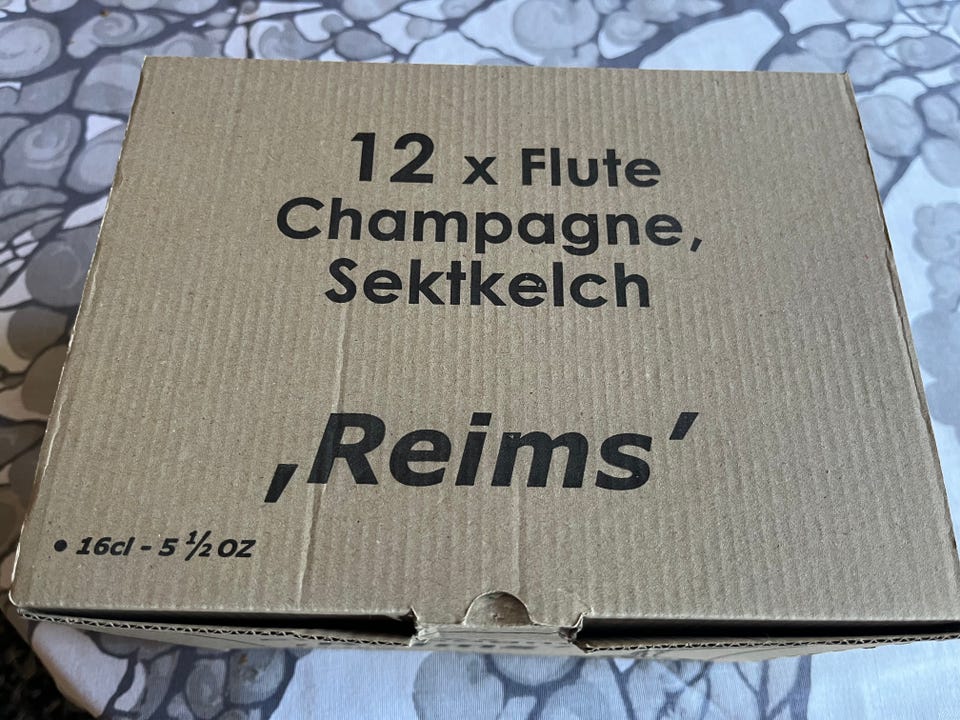 12 x Flute
Champagne,
Sektkelch
‚Reims’
• 16cl - 5 ½ oz